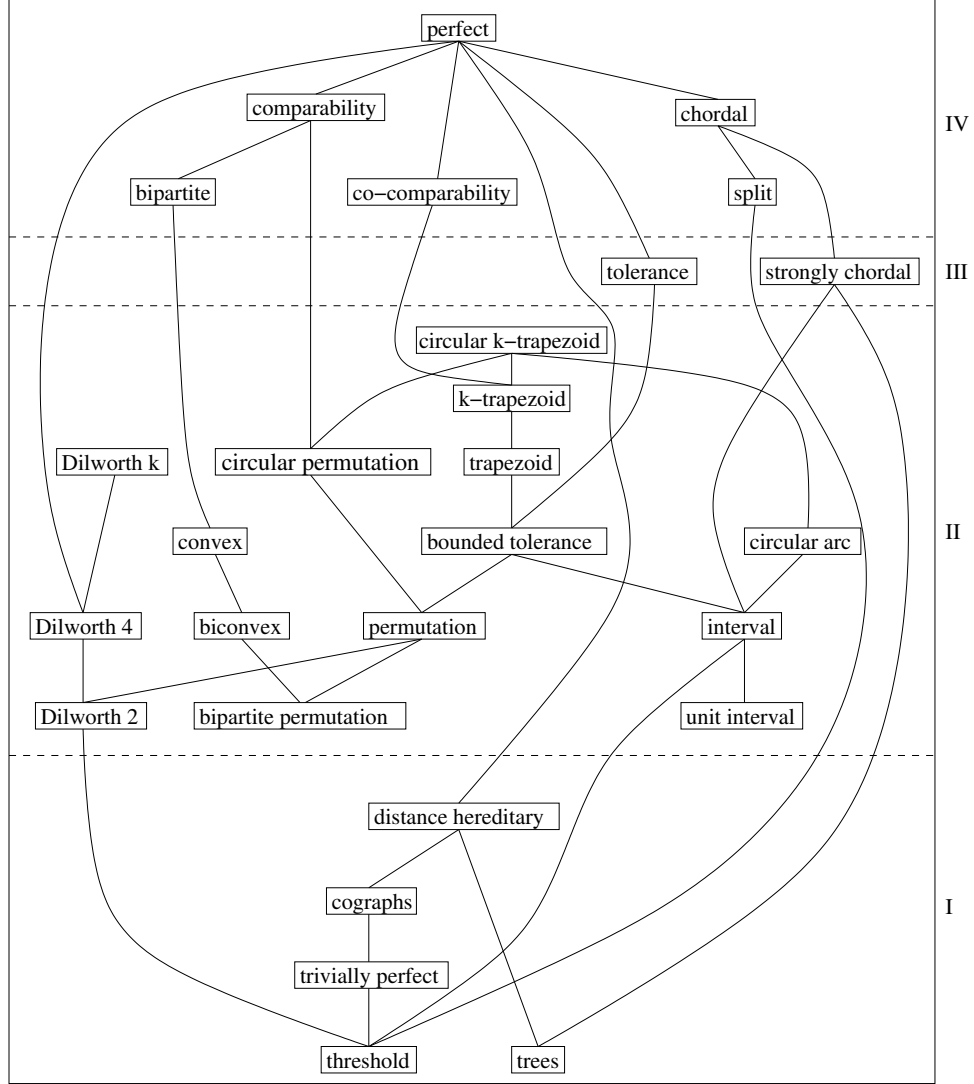 perfect
comparability
chordal
IV
bipartite
co−comparability
split
tolerance
strongly chordal
III
circular k−trapezoid
k−trapezoid
Dilworth k
circular permutation
trapezoid
convex
bounded tolerance
circular arc
II
Dilworth 4
biconvex
permutation
interval
Dilworth 2
bipartite permutation
unit interval
distance hereditary
cographs
I
trivially perfect
threshold
trees